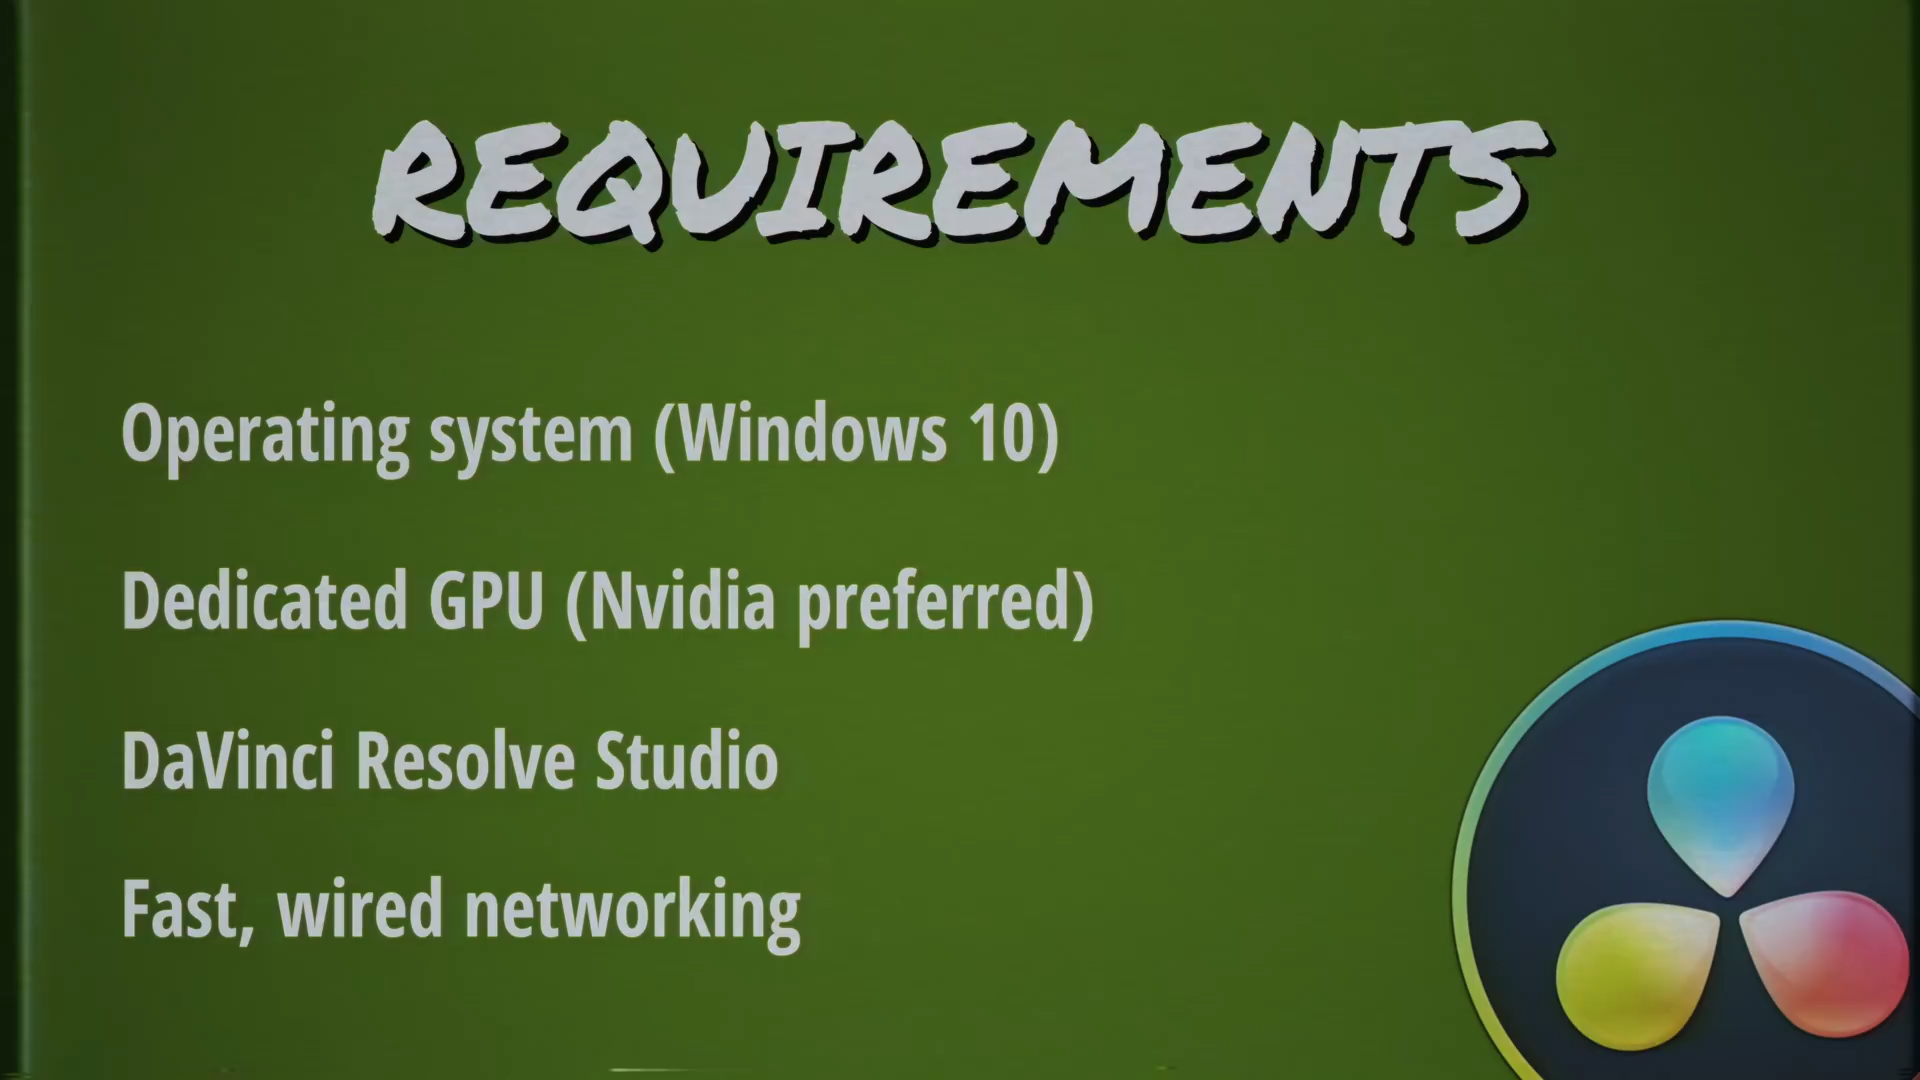 REQUIREMENTS
Operating system (Windows 10)
Dedicated GPU (Nvidia preferred)
DaVinci Resolve Studio
Fast, wired networking